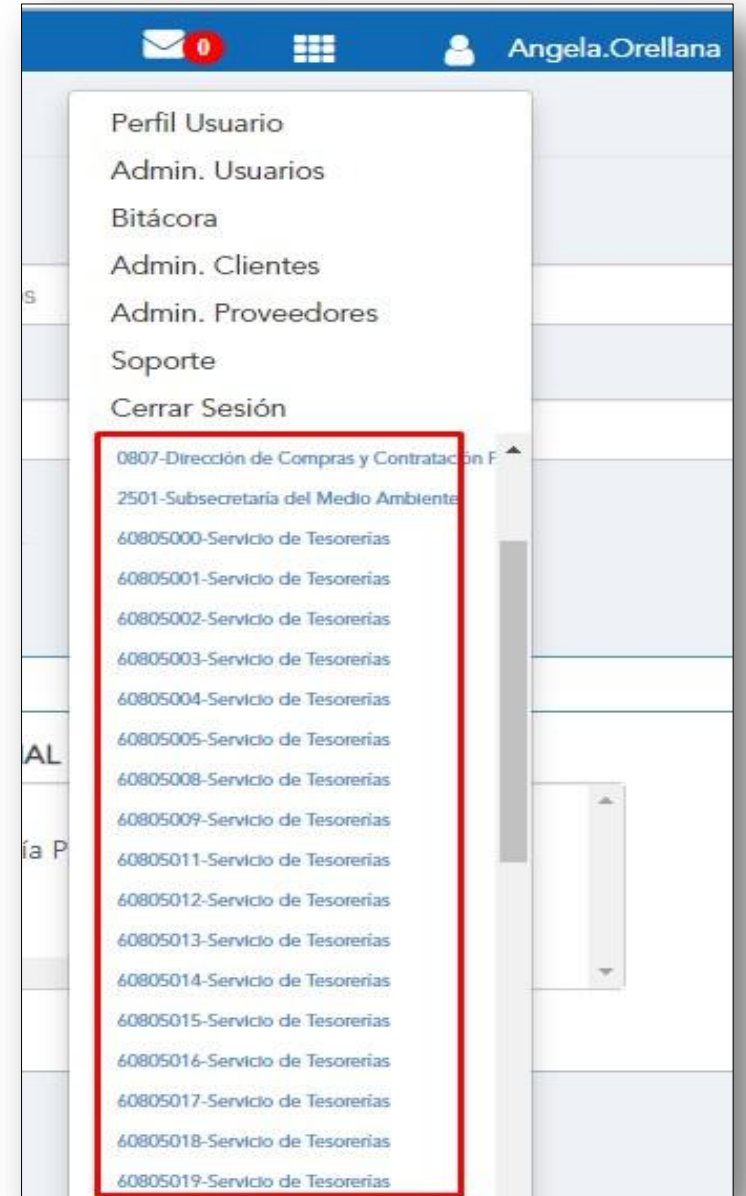 0
Angela.Orellana
Perfil Usuario
Admin. Usuarios
Bitácora
Admin. Clientes
s
Admin. Proveedores
Soporte
Cerrar Sesión
0807-Dirección de Compras y Contratación P
2501-Subsecretaría del Medio Ambiente
60805000-Servicio de Tesorerías
60805001-Servicio de Tesorerías
60805002-Servicio de Tesorerías
60805003-Servicio de Tesorerías
60805004-Servicio de Tesorerías
60805005-Servicio de Tesorerías
AL
60805008-Servicio de Tesorerías
60805009-Servicio de Tesorerías
ía P
60805011-Servicio de Tesorerías
60805012-Servicio de Tesorerías
60805013-Servicio de Tesorerías
60805014-Servicio de Tesorerías
60805015-Servicio de Tesorerías
60805016-Servicio de Tesorerías
60805017-Servicio de Tesorerías
60805018-Servicio de Tesorerías
60805019-Servicio de Tesorerías